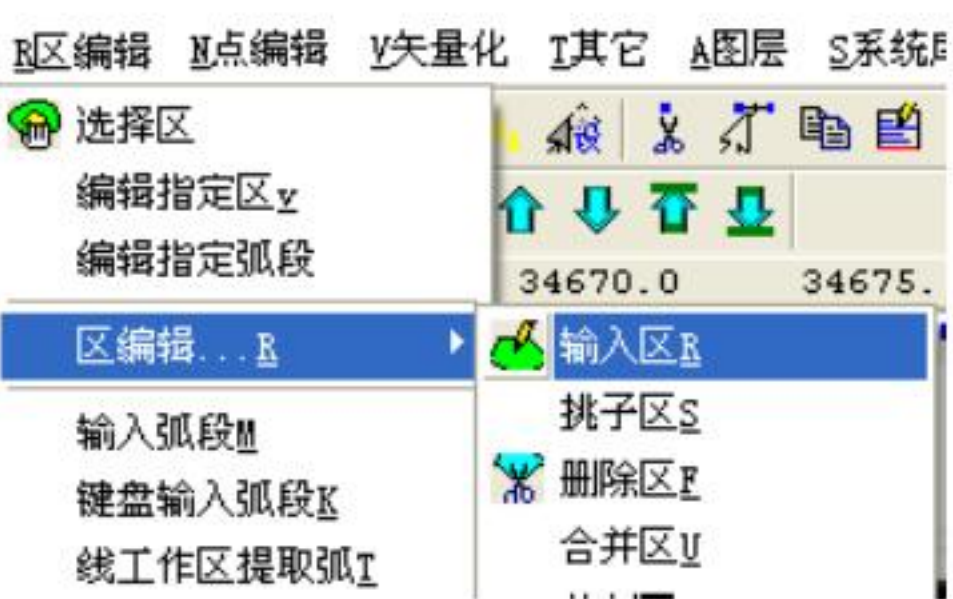 R区编辑 N点编辑 V矢量化 T其它 A图层 S系统
选择区
编辑指定区v
编辑指定弧段
34670.0 34675.
区编辑...R
输入区R
挑子区S
输入弧段M
删除区F
键盘输入弧段K
合并区U
线工作区提取弧T